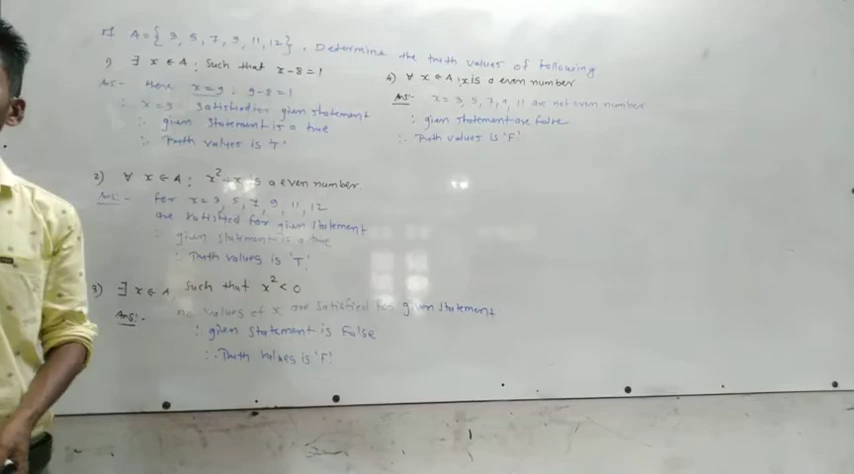 Q1 A={ 3, 5, 7, 9, 11, 12 } , Determine the truth values of following
1) ∃ x ∈ A ; Such that x-8=1
Ans:- Here x=9 ; 9-8=1
∴ x=9 Satisfied for given statement
∴ given statement is a true
∴ Truth values is 'T'
2) ∀ x ∈ A ; x²+x is a even number.
Ans:- For x= 3, 5, 7, 9, 11, 12
are satisfied for given statement
∴ given statement is a true
∴ Truth values is 'T'
3) ∃ x ∈ A Such that x² < 0
Ans:- no values of x are satisfied for given statement
∴ given statement is False
∴ Truth values is 'F'
4) ∀ x ∈ A ; x is a even number
Ans:- x= 3, 5, 7, 9, 11 are not even number
∴ given statement are false
∴ Truth values is 'F'